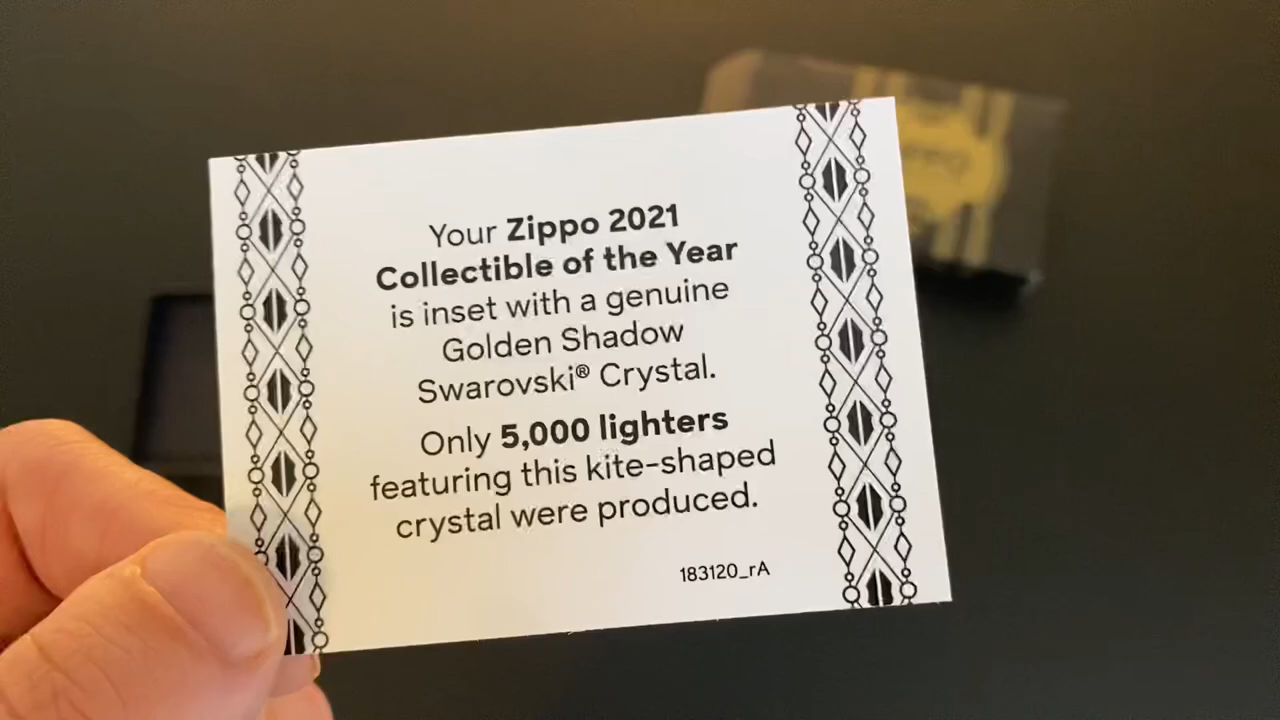 Your Zippo 2021
Collectible of the Year
is inset with a genuine
Golden Shadow
Swarovski® Crystal.
Only 5,000 lighters
featuring this kite-shaped
crystal were produced.
183120_rA